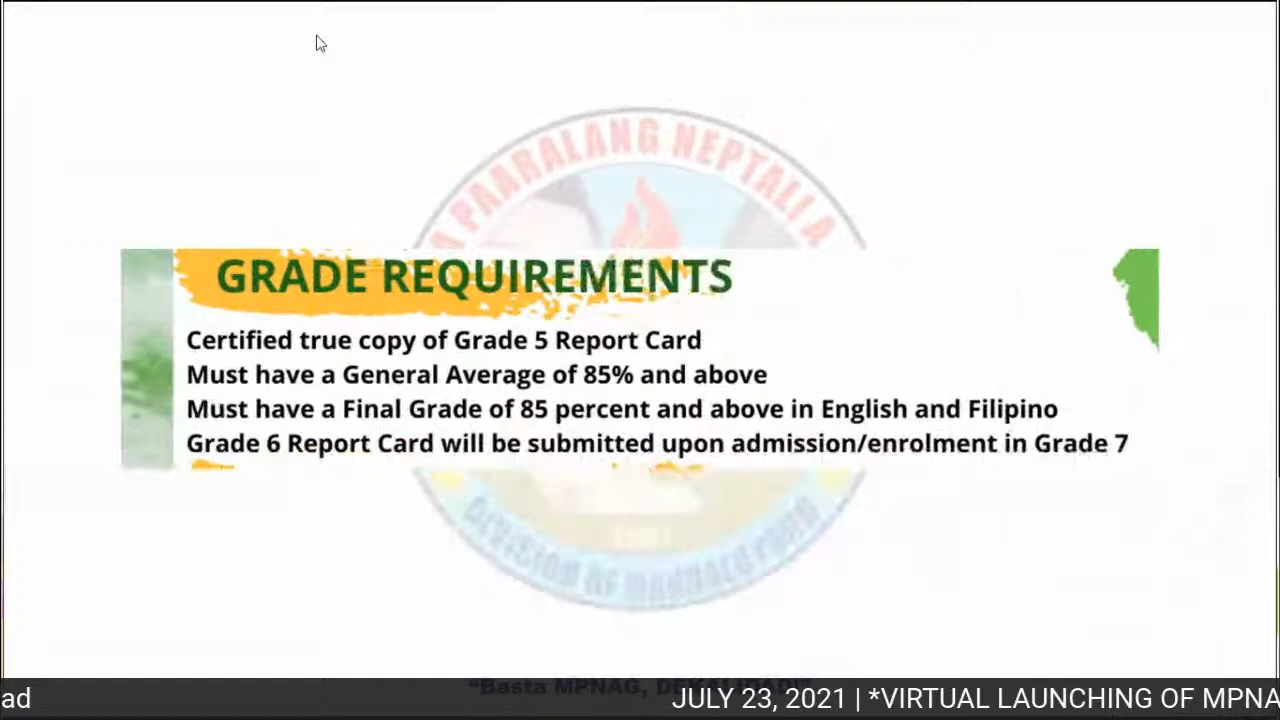 A PAARALANG NEPTALI A
GRADE REQUIREMENTS
Certified true copy of Grade 5 Report Card
Must have a General Average of 85% and above
Must have a Final Grade of 85 percent and above in English and Filipino
Grade 6 Report Card will be submitted upon admission/enrolment in Grade 7
DIVISION OF MANDALUYONG
"Basta MPNAG, DEKALIDAD!"
ad
JULY 23, 2021 | *VIRTUAL LAUNCHING OF MPNA